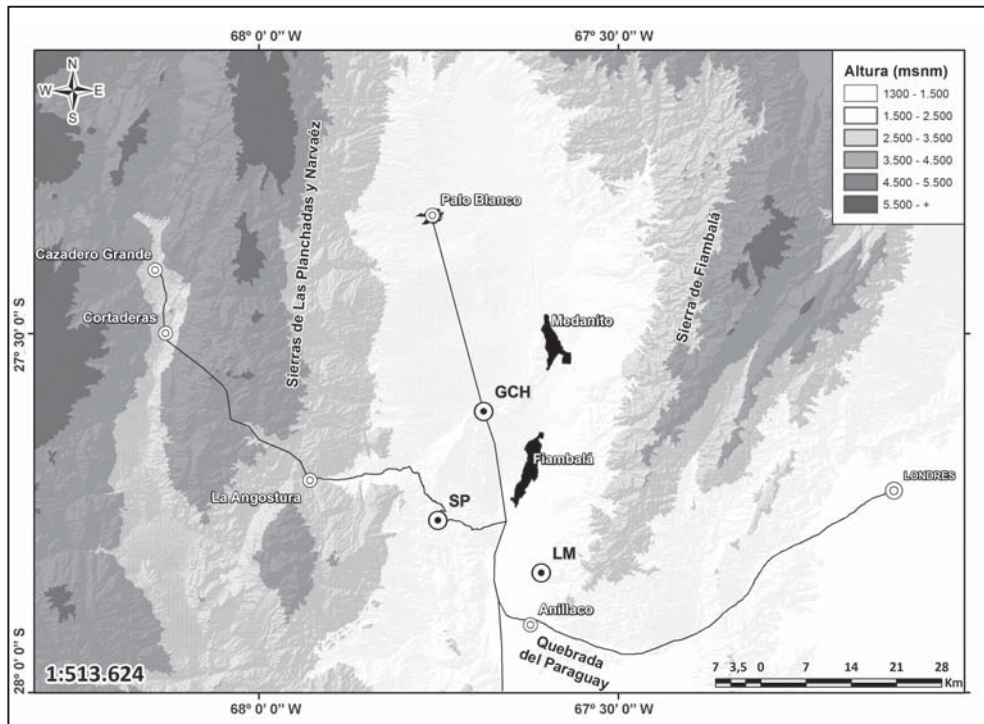 68° 0' 0'' W
67° 30' 0'' W
N
W E
S
Altura (msnm)
1300 - 1.500
1.500 - 2.500
2.500 - 3.500
3.500 - 4.500
4.500 - 5.500
5.500 - +
Sierras de Las Planchadas y Narvaéz
Palo Blanco
Sierra de Fiambalá
Cazadero Grande
Cortaderas
Medanito
27° 30' 0'' S
GCH
Fiambalá
La Angostura
SP
LONDRES
LM
Anillaco
Quebrada
del Paraguay
28° 0' 0'' S
1:513.624
7 3,5 0 7 14 21 28
Km
68° 0' 0'' W
67° 30' 0'' W